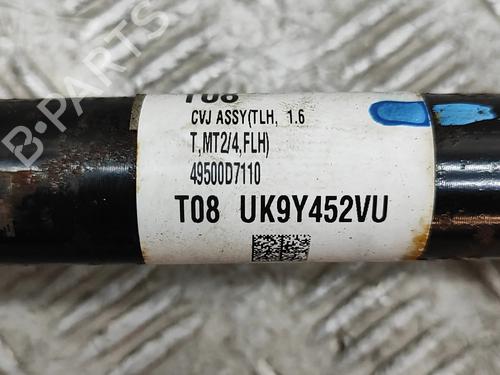 B-PARTS
T08
CVJ ASSY(TLH, 1.6
T,MT2/4,FLH)
49500D7110
T08 UK9Y452VU